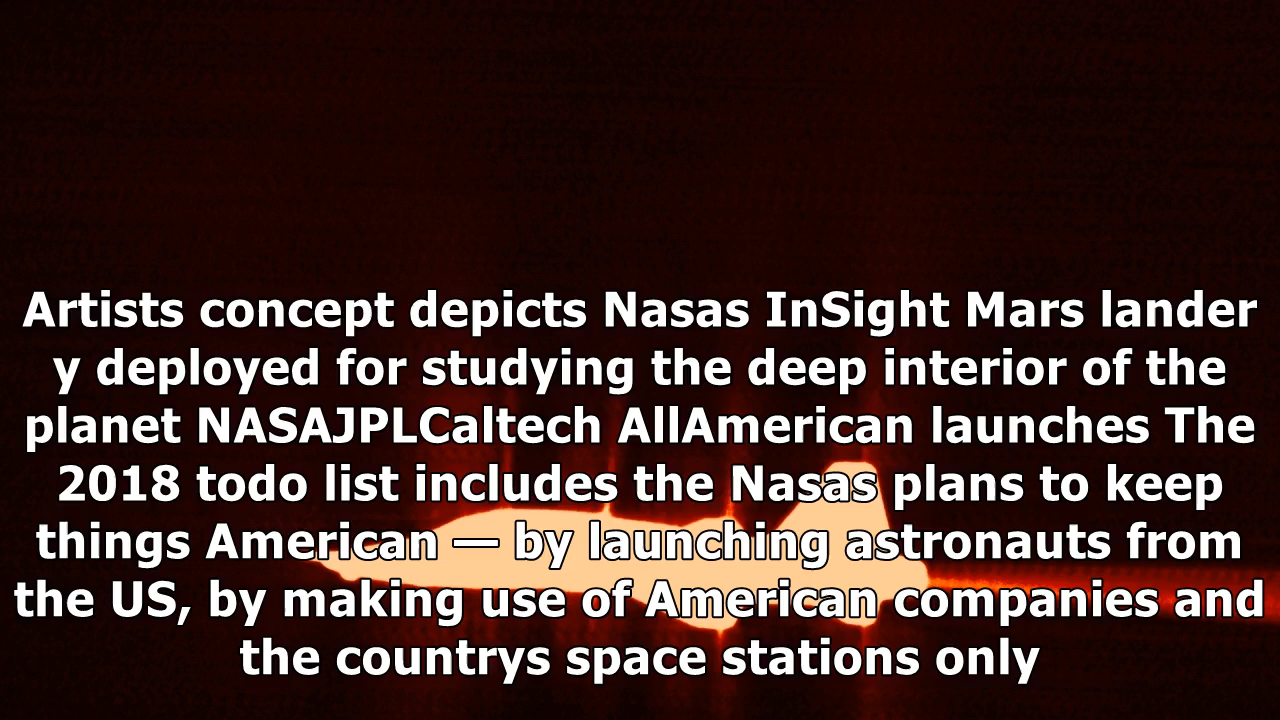 Artists concept depicts Nasas InSight Mars lander
y deployed for studying the deep interior of the
planet NASAJPLCaltech AllAmerican launches The
2018 todo list includes the Nasas plans to keep
things American — by launching astronauts from
the US, by making use of American companies and
the countrys space stations only